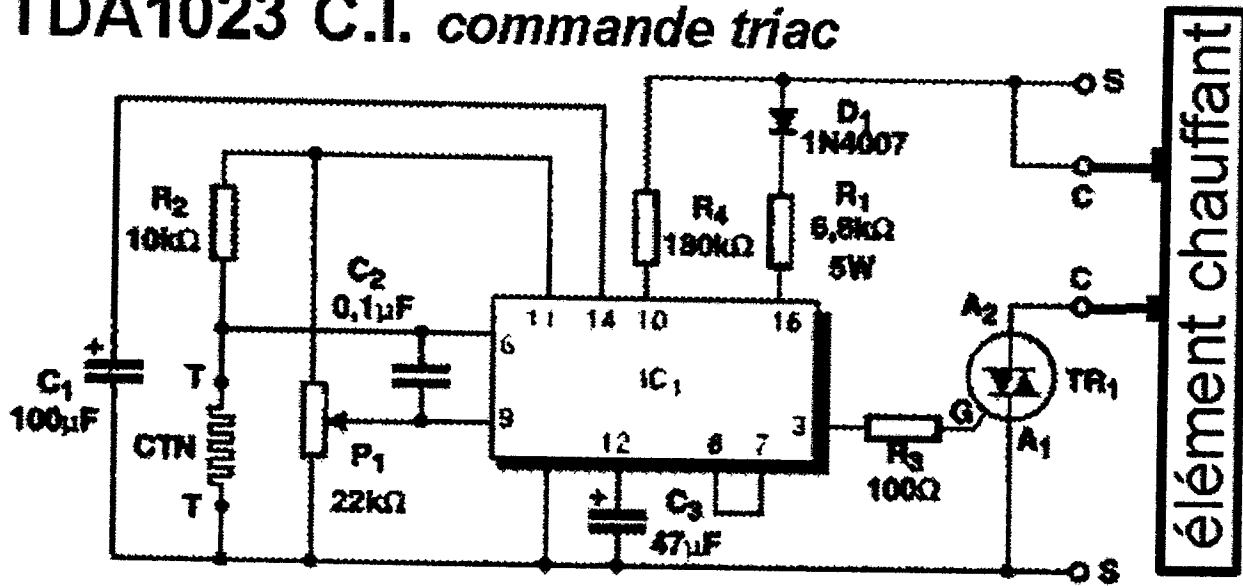 TDA1023 C.I. commande triac
S
D1
1N4007
C
R2
10kΩ
R4
180kΩ
R1
6,8kΩ
5W
C2
0,1µF
C
A2
11 14 10 16
6
IC1
TR1
C1
+
100µF
T
CTN
T
P1
22kΩ
9
12
7
3
G
A1
R3
100Ω
+
C3
47µF
S
élément chauffant